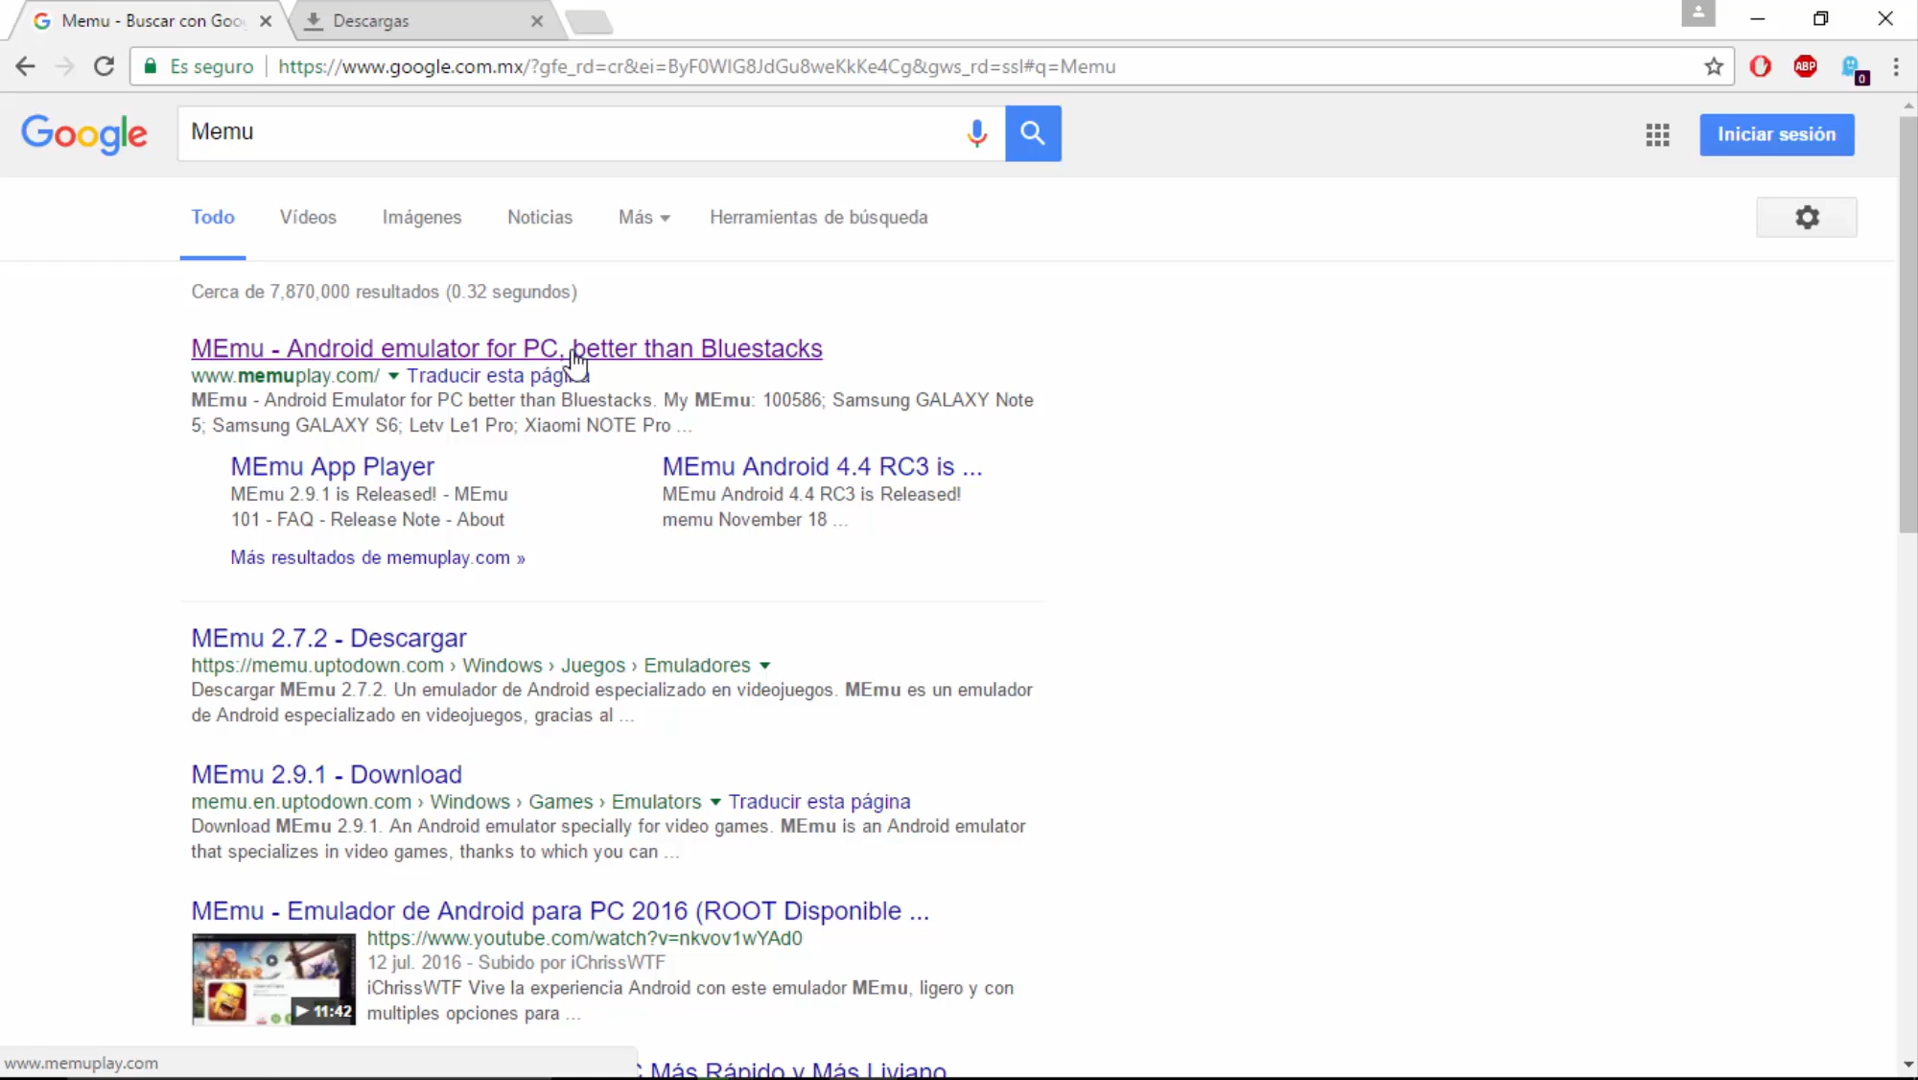 Memu - Buscar con Goo
Descargas
Es seguro
https://www.google.com.mx/?gfe_rd=cr&ei=ByF0WIG8JdGu8weKkKe4Cg&gws_rd=ssl#q=Memu
ABP
0
Google
Memu
Iniciar sesión
Todo
Vídeos
Imágenes
Noticias
Más
Herramientas de búsqueda
Cerca de 7,870,000 resultados (0.32 segundos)
MEmu - Android emulator for PC, better than Bluestacks
www.memuplay.com/ Traducir esta página
MEmu - Android Emulator for PC better than Bluestacks. My MEmu: 100586; Samsung GALAXY Note
5; Samsung GALAXY S6; Letv Le1 Pro; Xiaomi NOTE Pro ...
MEmu App Player
MEmu 2.9.1 is Released! - MEmu
101 - FAQ - Release Note - About
MEmu Android 4.4 RC3 is ...
MEmu Android 4.4 RC3 is Released!
memu November 18 ...
Más resultados de memuplay.com »
MEmu 2.7.2 - Descargar
https://memu.uptodown.com › Windows › Juegos › Emuladores
Descargar MEmu 2.7.2. Un emulador de Android especializado en videojuegos. MEmu es un emulador
de Android especializado en videojuegos, gracias al ...
MEmu 2.9.1 - Download
memu.en.uptodown.com › Windows › Games › Emulators Traducir esta página
Download MEmu 2.9.1. An Android emulator specially for video games. MEmu is an Android emulator
that specializes in video games, thanks to which you can ...
MEmu - Emulador de Android para PC 2016 (ROOT Disponible ...
https://www.youtube.com/watch?v=nkvov1wYAd0
12 jul. 2016 - Subido por iChrissWTF
iChrissWTF Vive la experiencia Android con este emulador MEmu, ligero y con
multiples opciones para ...
11:42
www.memuplay.com
Más Rápido y Más Liviano